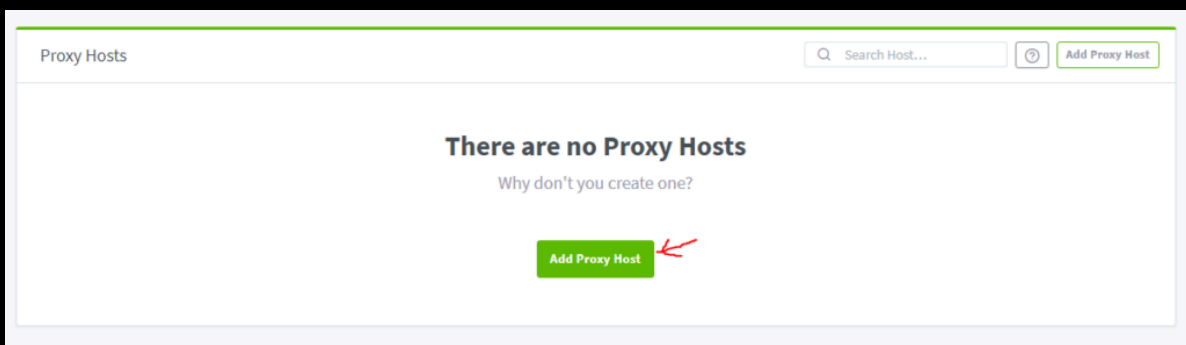 Proxy Hosts
Search Host...
Add Proxy Host
There are no Proxy Hosts
Why don't you create one?
Add Proxy Host